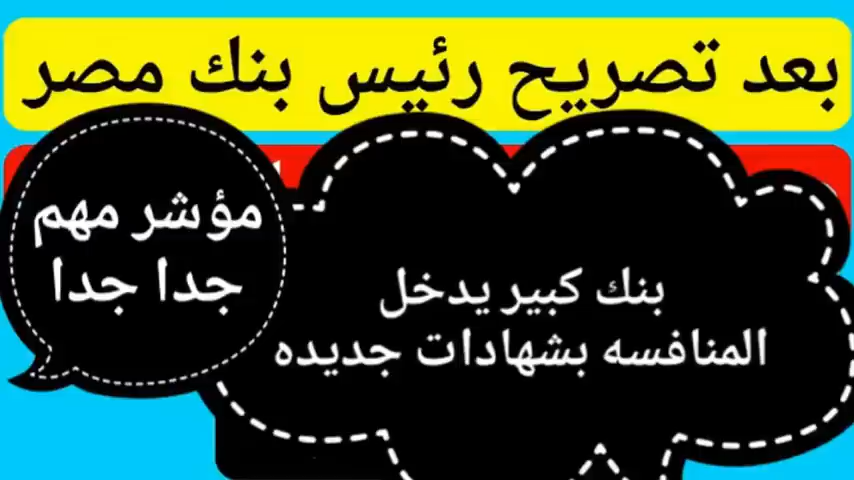 بعد تصريح رئيس بنك مصر
مؤشر مهم
جدا جدا
بنك كبير يدخل
المنافسه بشهادات جديده